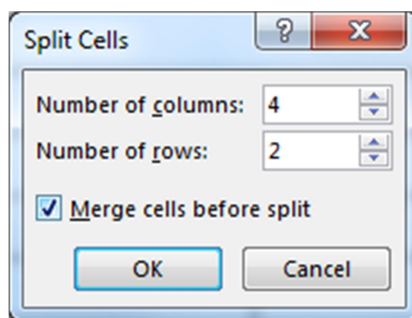 Split Cells
?
Number of columns: 4
Number of rows: 2
Merge cells before split
OK Cancel